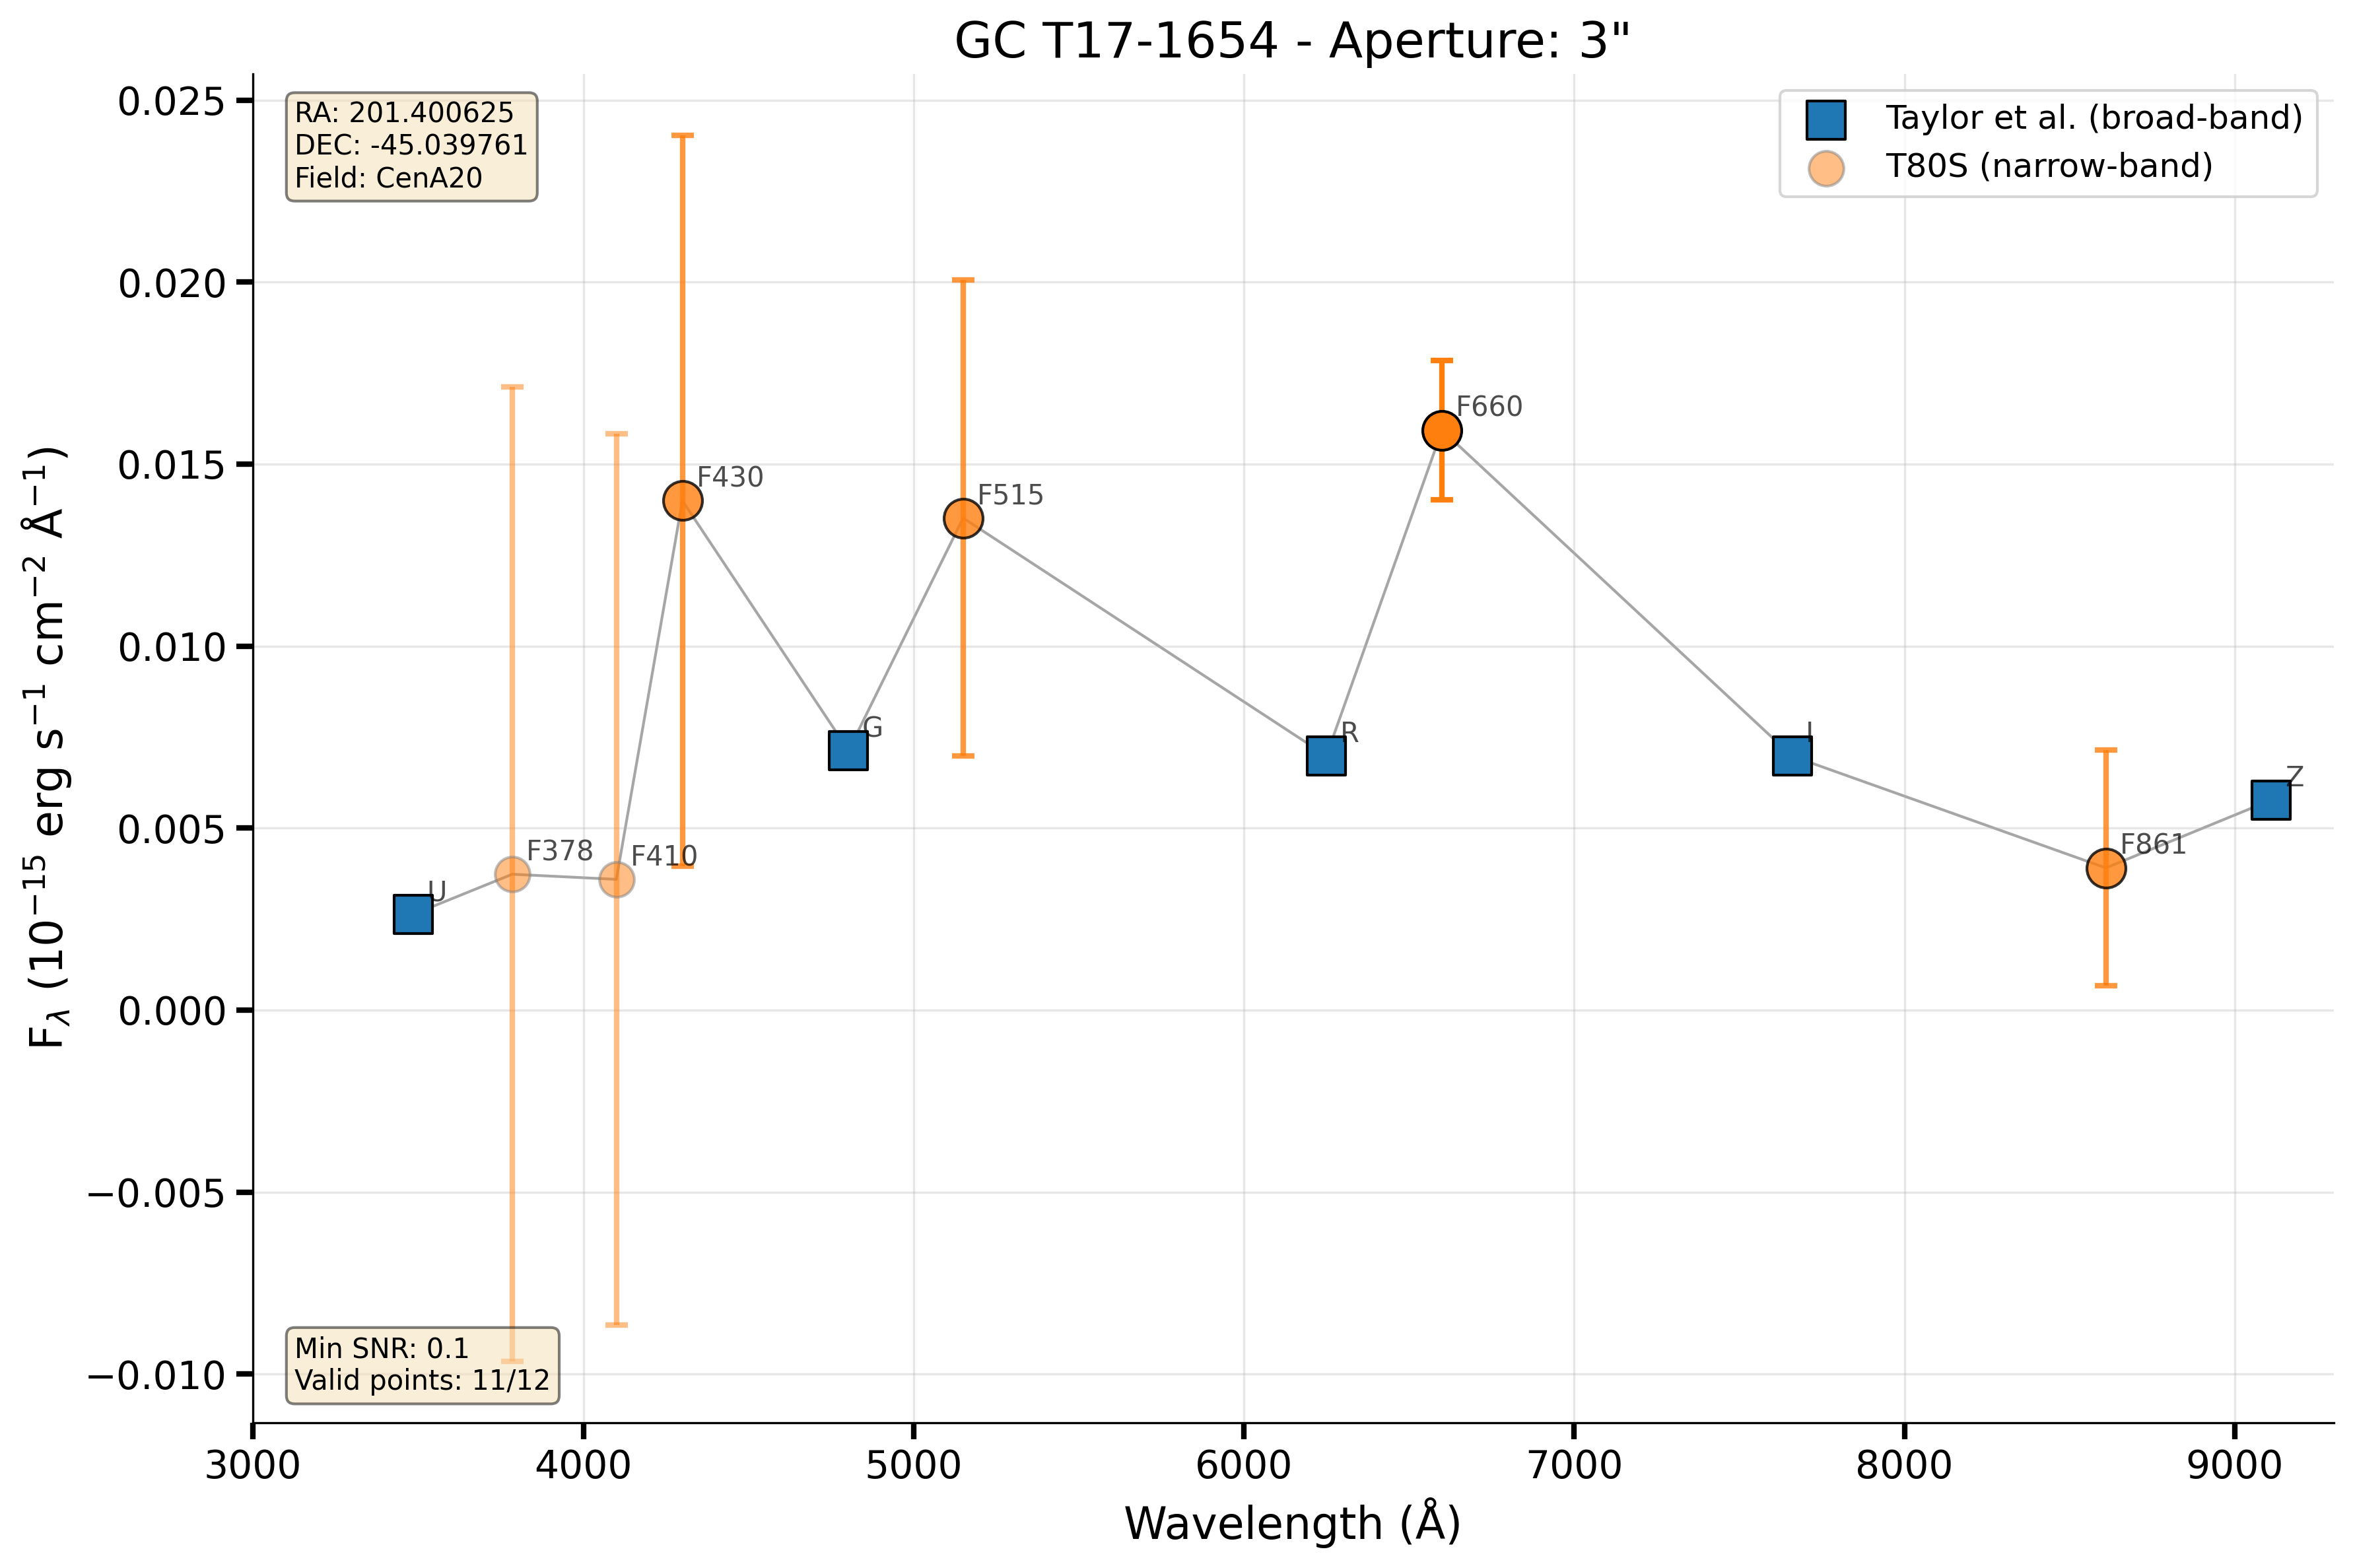 GC T17-1654 - Aperture: 3"
RA: 201.400625
DEC: -45.039761
Field: CenA20
Taylor et al. (broad-band)
T80S (narrow-band)
0.025
0.020
0.015
0.010
0.005
0.000
−0.005
−0.010
F$_λ$ (10$^{−15}$ erg s$^{−1}$ cm$^{−2}$ Å$^{−1}$)
U
F378
F410
F430
G
F515
R
F660
I
F861
Z
Min SNR: 0.1
Valid points: 11/12
3000 4000 5000 6000 7000 8000 9000
Wavelength (Å)